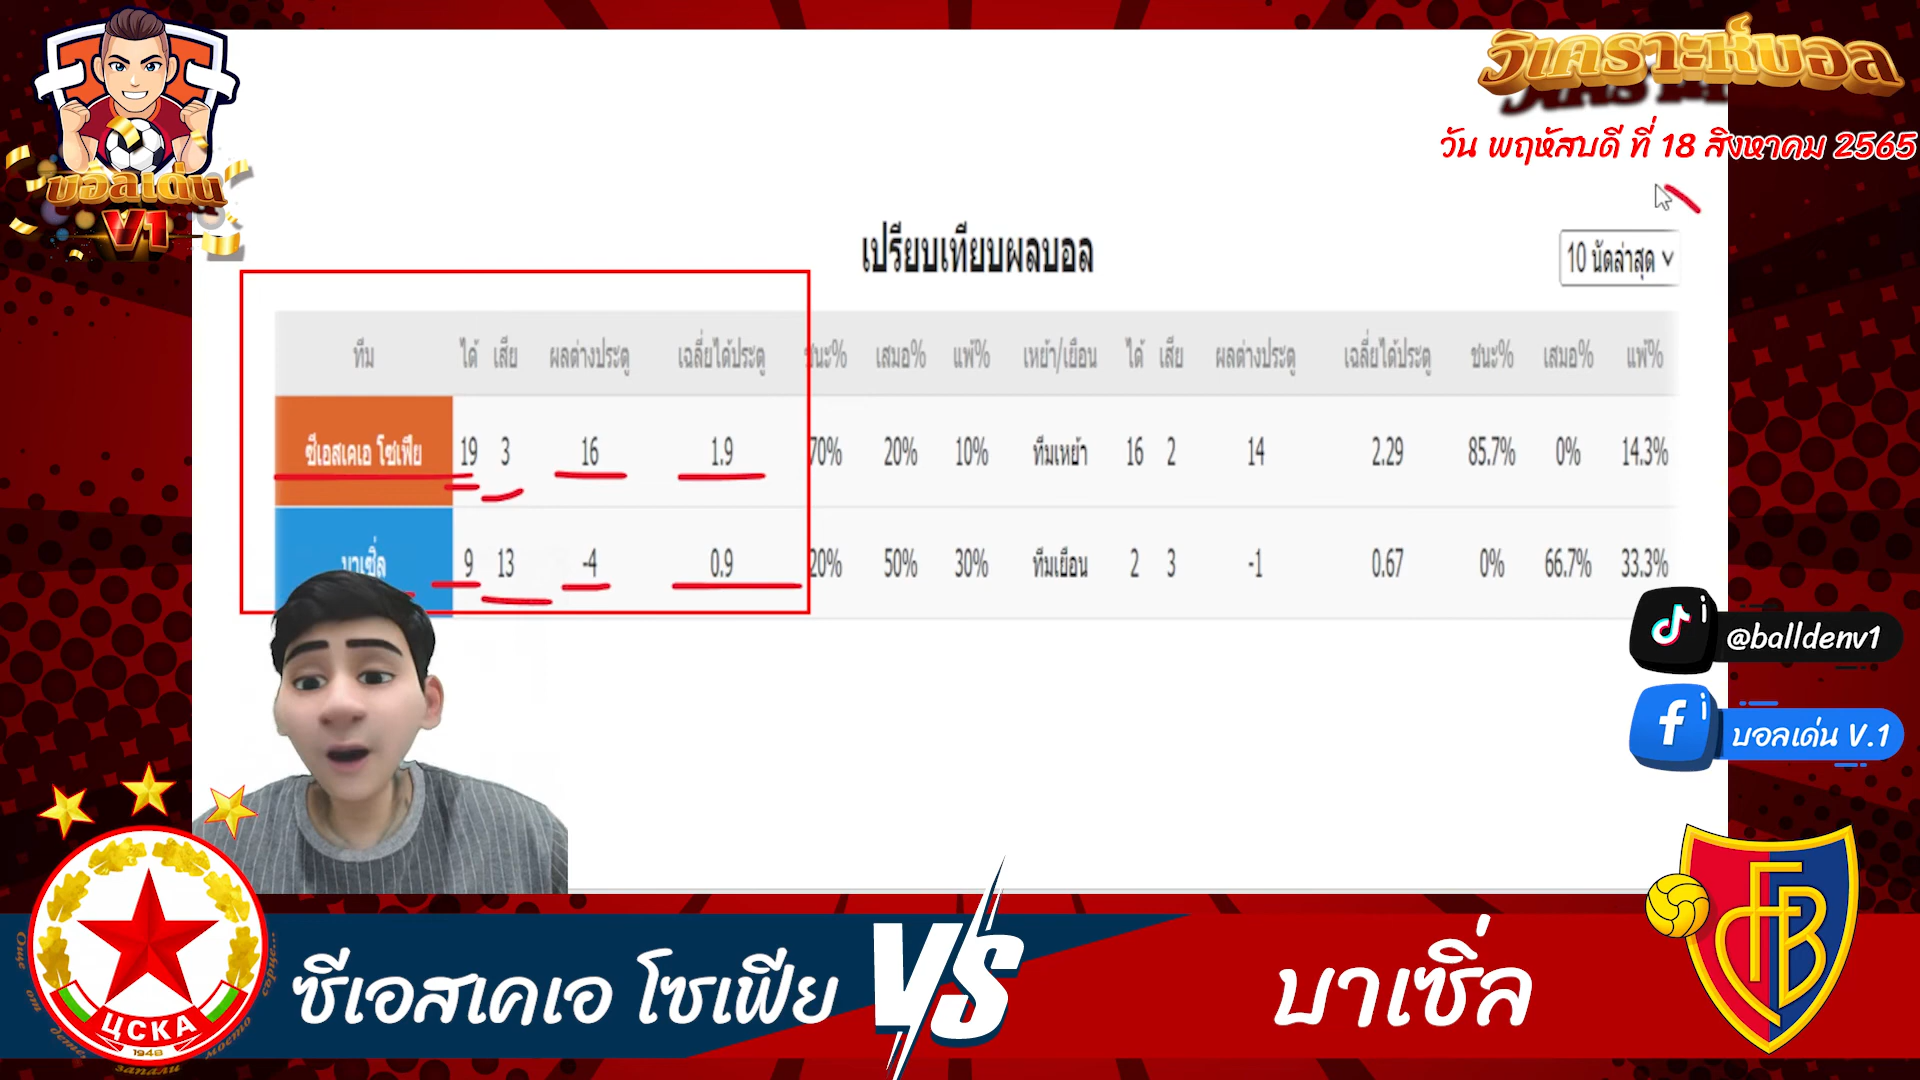 วิเคราะห์บอล
วัน พฤหัสบดี ที่ 18 สิงหาคม 2565
บอลเด่น
V1
เปรียบเทียบผลบอล
10 นัดล่าสุด
ทีม ได้ เสีย ผลต่างประตู เฉลี่ยได้ประตู ชนะ% เสมอ% แพ้% เหย้า/เยือน ได้ เสีย ผลต่างประตู เฉลี่ยได้ประตู ชนะ% เสมอ% แพ้%
ซีเอสเคเอ โซเฟีย 19 3 16 1.9 70% 20% 10% ทีมเหย้า 16 2 14 2.29 85.7% 0% 14.3%
บาเซิ่ล 9 13 -4 0.9 20% 50% 30% ทีมเยือน 2 3 -1 0.67 0% 66.7% 33.3%
@balldenv1
บอลเด่น V.1
ЦСКА
1948
ซีเอสเคเอ โซเฟีย VS บาเซิ่ล
FCB